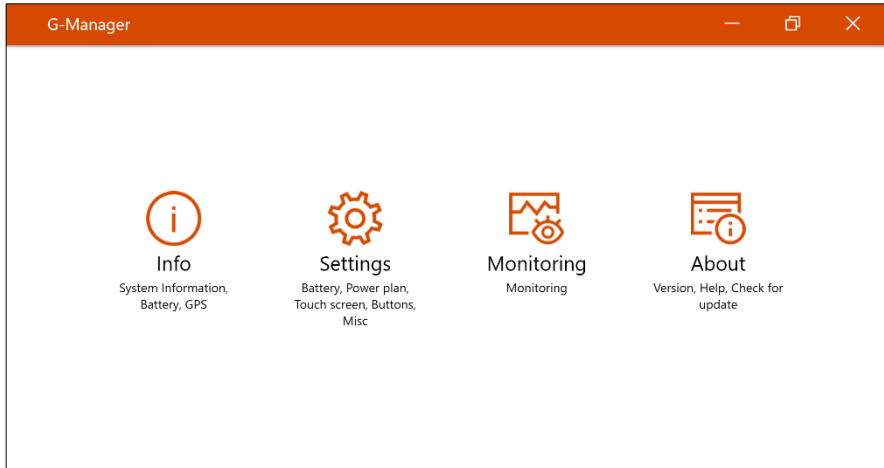 G-Manager
Info
System Information,
Battery, GPS
Settings
Battery, Power plan,
Touch screen, Buttons,
Misc
Monitoring
Monitoring
About
Version, Help, Check for
update